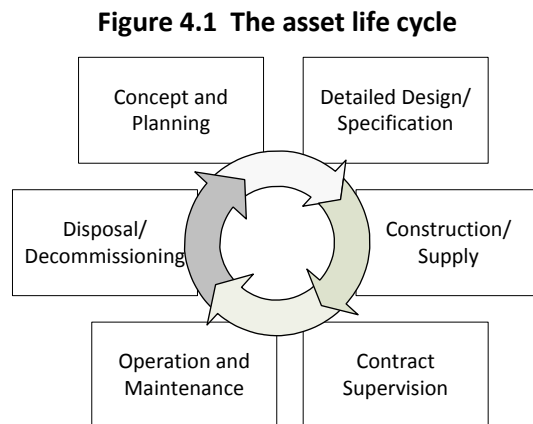 Figure 4.1 The asset life cycle
Concept and
Planning
Detailed Design/
Specification
Disposal/
Decommissioning
Construction/
Supply
Operation and
Maintenance
Contract
Supervision